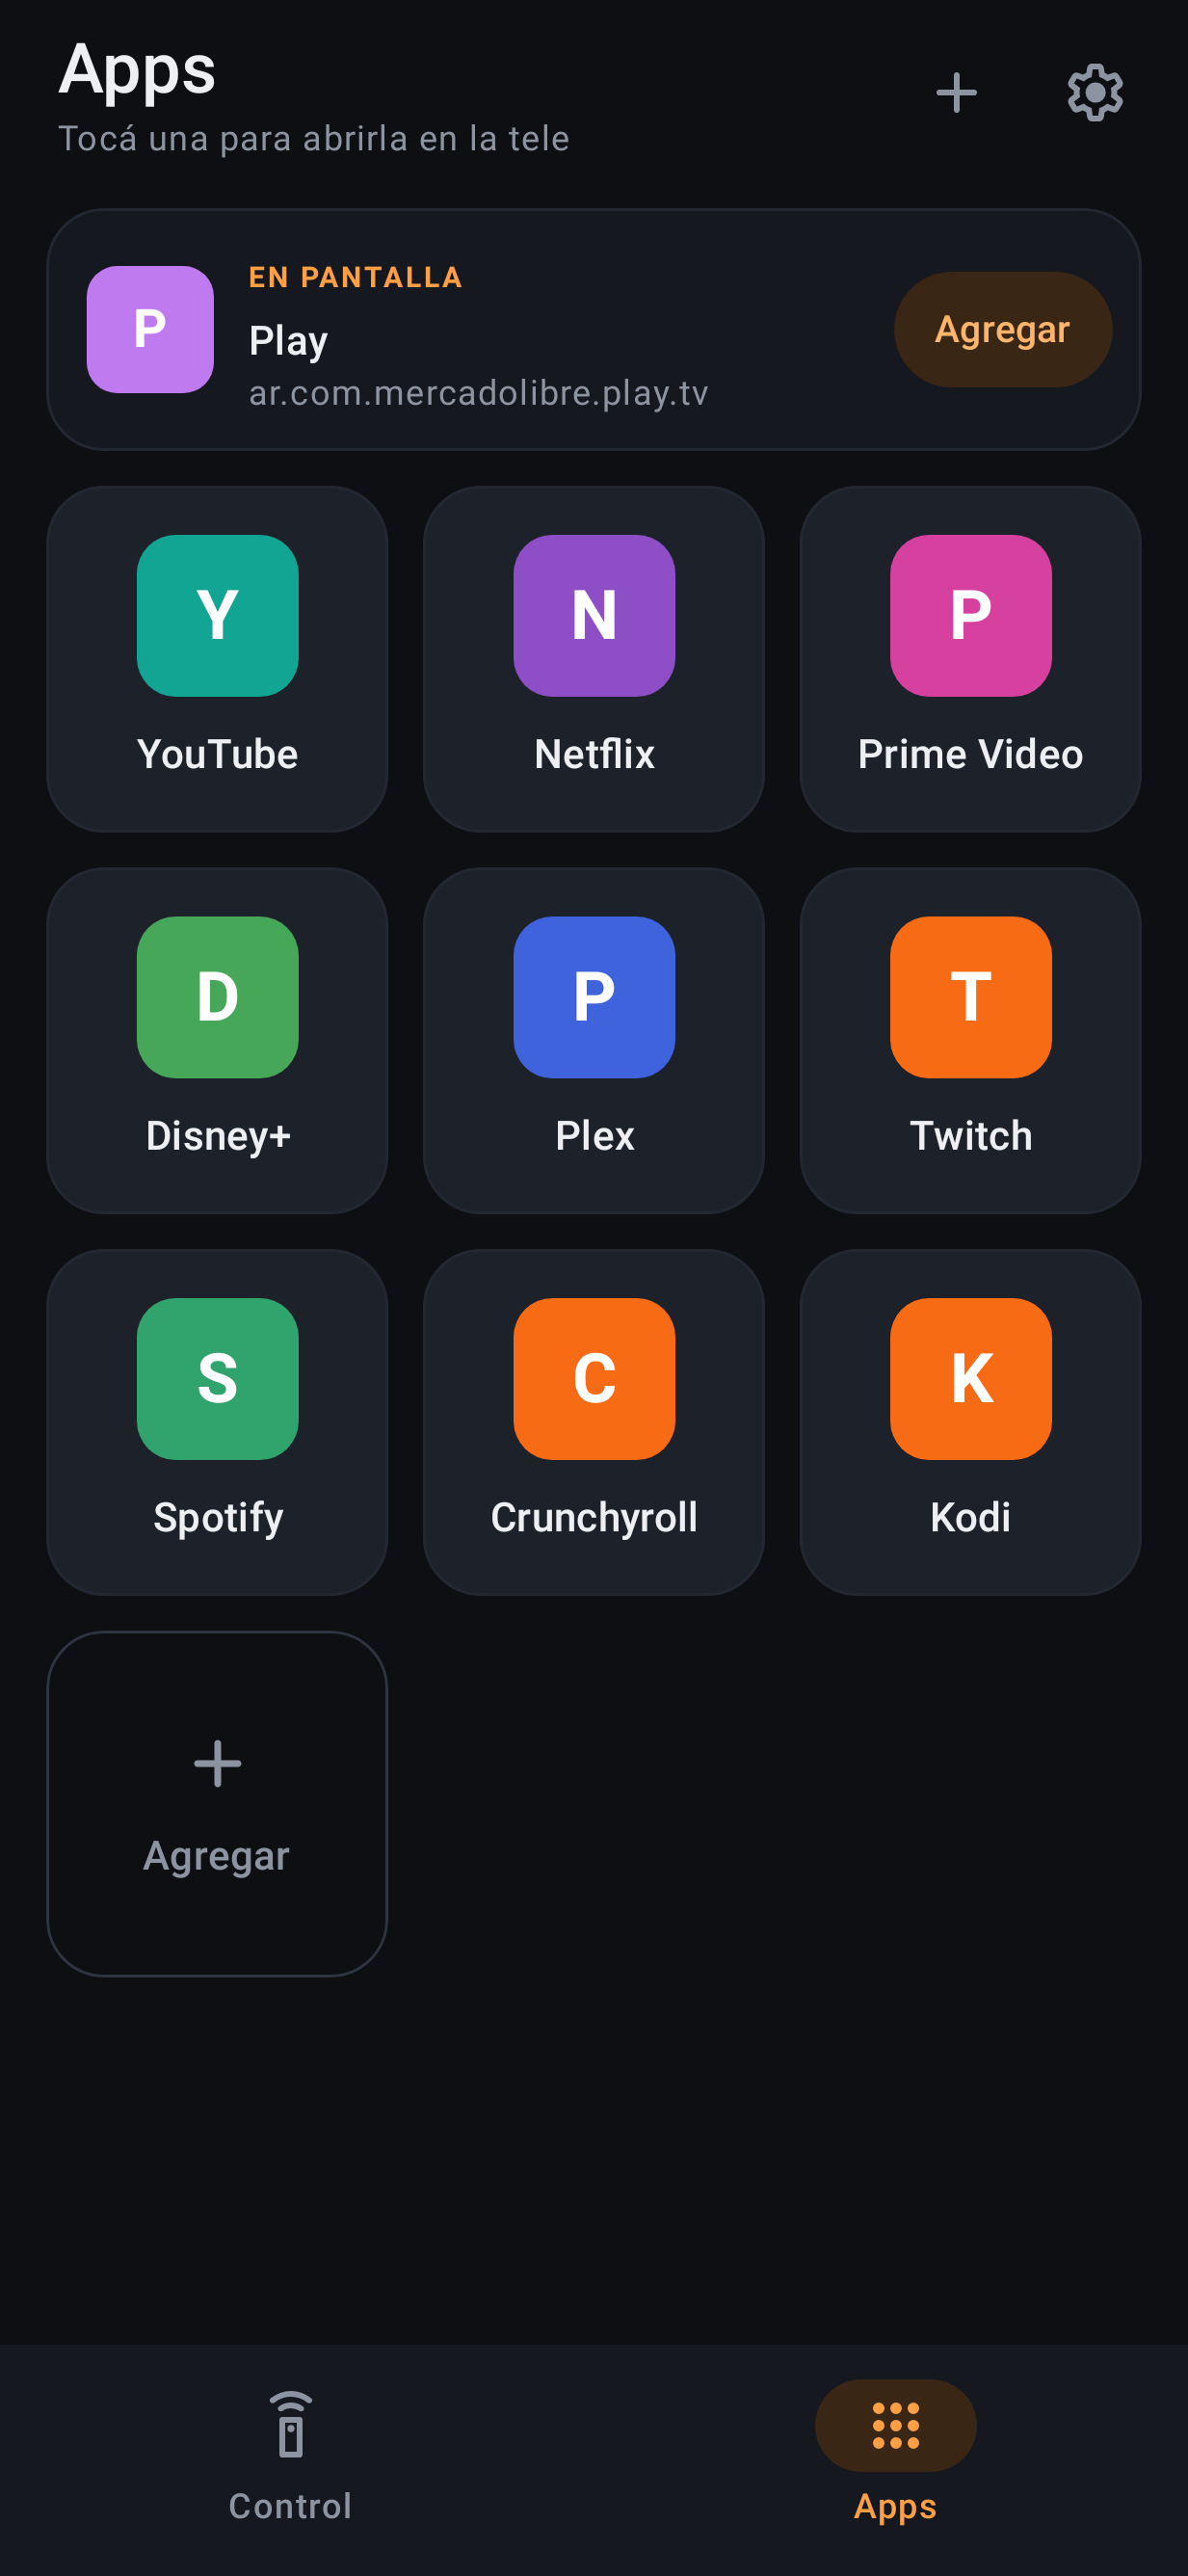 Apps
Tocá una para abrirla en la tele
P
EN PANTALLA
Play
ar.com.mercadolibre.play.tv
Agregar
Y
N
P
YouTube
Netflix
Prime Video
D
P
T
Disney+
Plex
Twitch
S
C
K
Spotify
Crunchyroll
Kodi
Agregar
Control
Apps